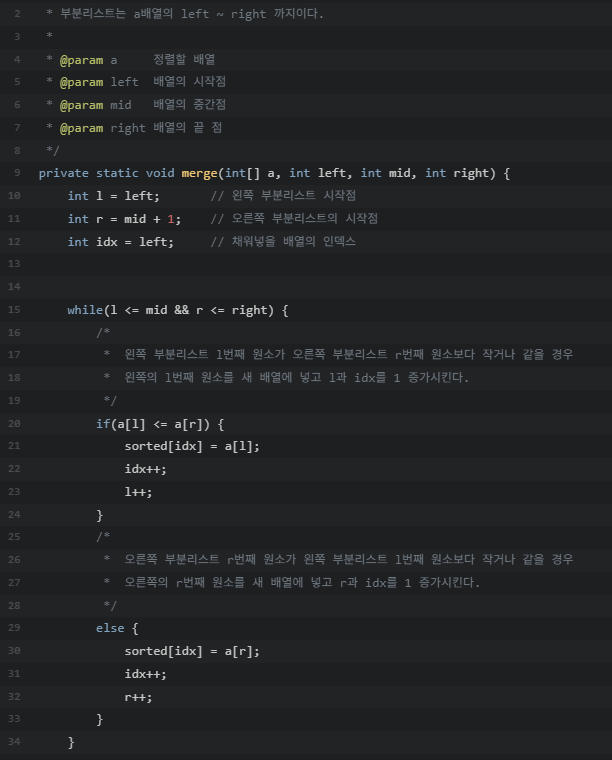 2 * 부분리스트는 a배열의 left ~ right 까지이다.
3 *
4 * @param a     정렬할 배열
5 * @param left  배열의 시작점
6 * @param mid   배열의 중간점
7 * @param right 배열의 끝 점
8 */
9 private static void merge(int[] a, int left, int mid, int right) {
10     int l = left;       // 왼쪽 부분리스트 시작점
11     int r = mid + 1;    // 오른쪽 부분리스트의 시작점
12     int idx = left;     // 채워넣을 배열의 인덱스
13
14
15     while(l <= mid && r <= right) {
16         /*
17          *  왼쪽 부분리스트 l번째 원소가 오른쪽 부분리스트 r번째 원소보다 작거나 같을 경우
18          *  왼쪽의 l번째 원소를 새 배열에 넣고 l과 idx를 1 증가시킨다.
19          */
20         if(a[l] <= a[r]) {
21             sorted[idx] = a[l];
22             idx++;
23             l++;
24         }
25         /*
26          *  오른쪽 부분리스트 r번째 원소가 왼쪽 부분리스트 l번째 원소보다 작거나 같을 경우
27          *  오른쪽의 r번째 원소를 새 배열에 넣고 r과 idx를 1 증가시킨다.
28          */
29         else {
30             sorted[idx] = a[r];
31             idx++;
32             r++;
33         }
34     }